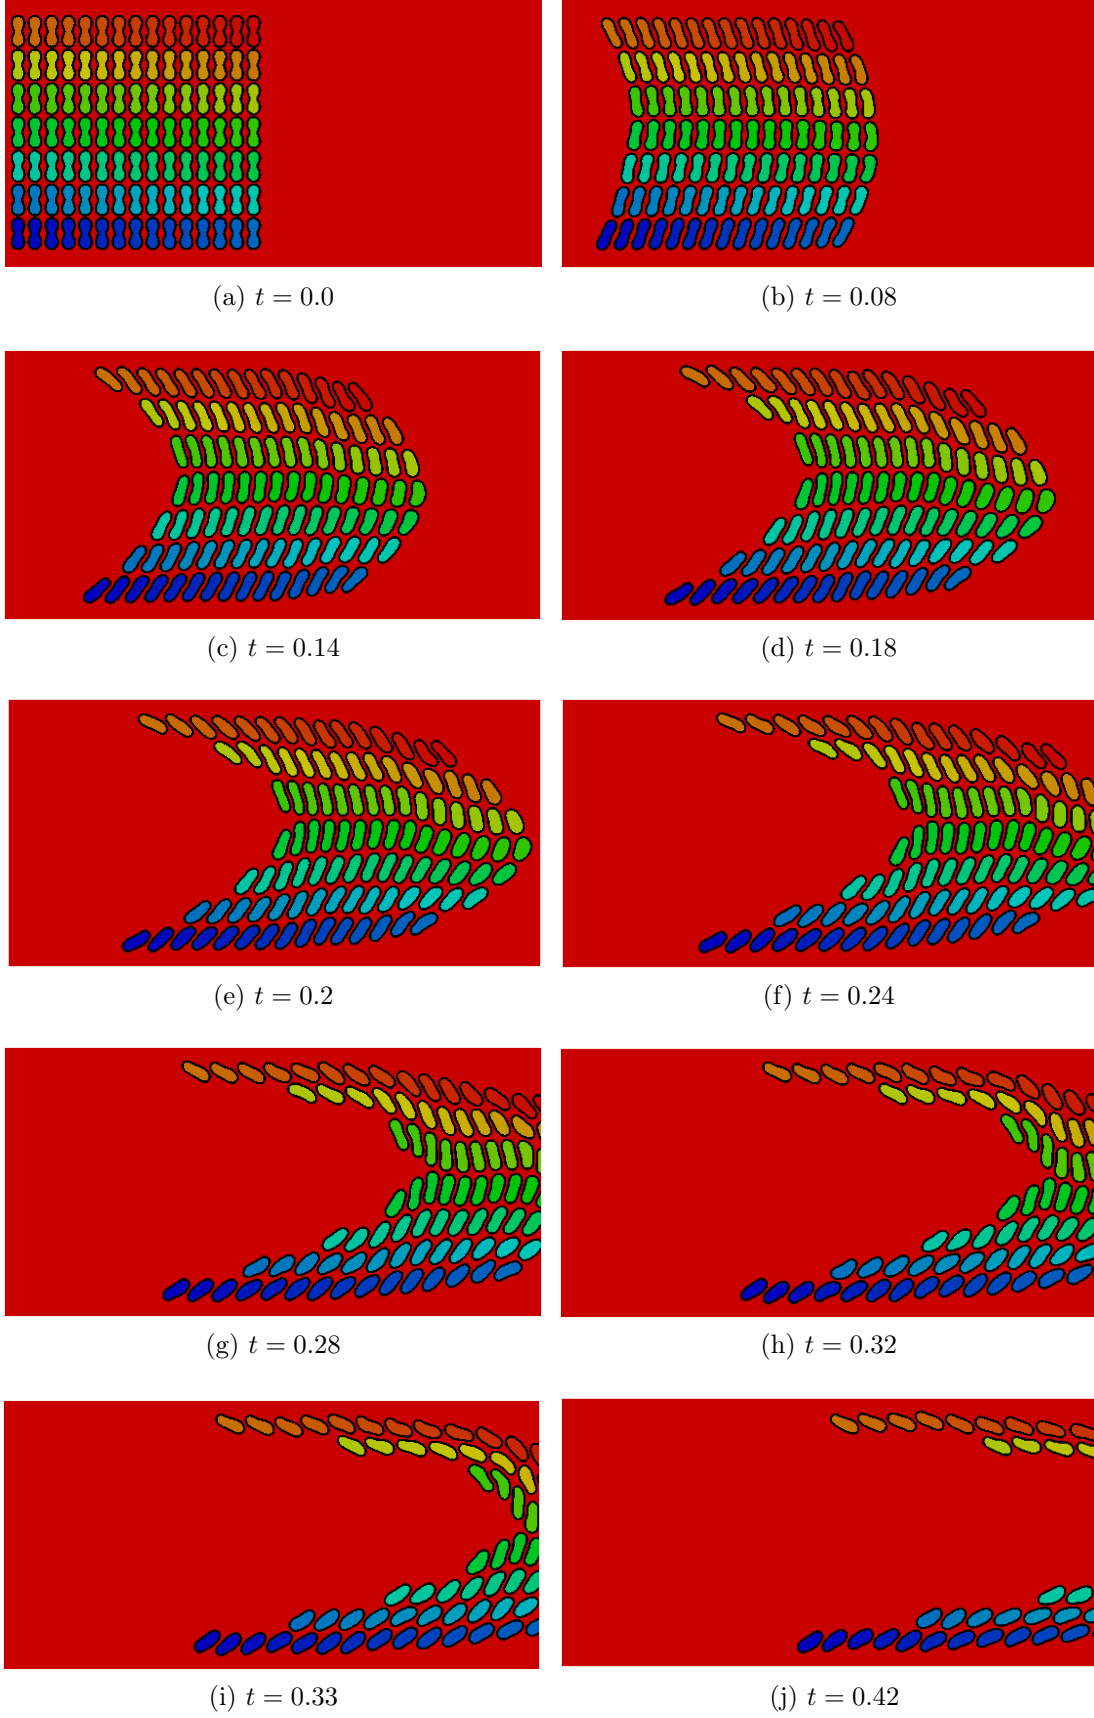 (a) t = 0.0
(b) t = 0.08
(c) t = 0.14
(d) t = 0.18
(e) t = 0.2
(f) t = 0.24
(g) t = 0.28
(h) t = 0.32
(i) t = 0.33
(j) t = 0.42